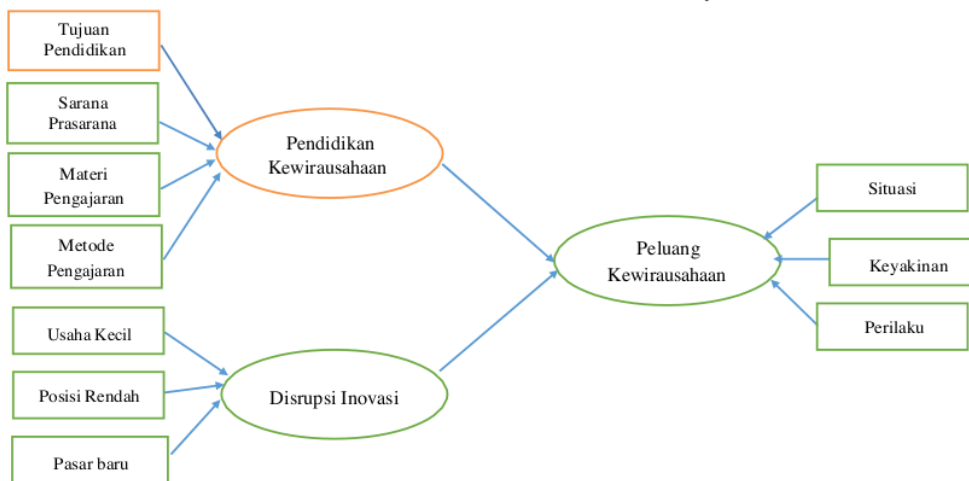 Tujuan
Pendidikan
Sarana
Prasarana
Materi
Pengajaran
Metode
Pengajaran
Usaha Kecil
Posisi Rendah
Pasar baru
Pendidikan
Kewirausahaan
Disrupsi Inovasi
Peluang
Kewirausahaan
Situasi
Keyakinan
Perilaku